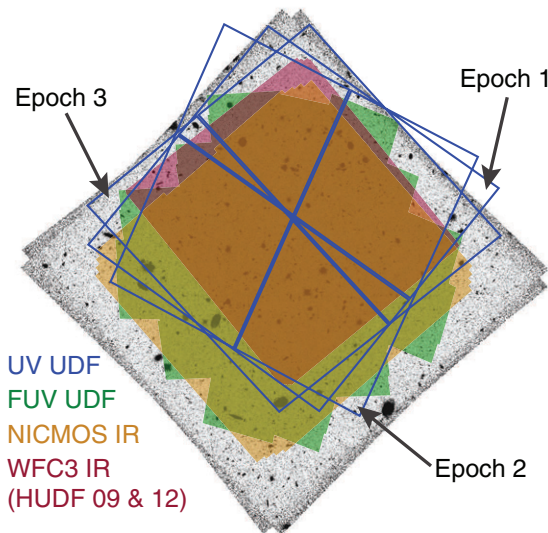 Epoch 1
Epoch 3
UV UDF
FUV UDF
NICMOS IR
WFC3 IR
(HUDF 09 & 12)
Epoch 2